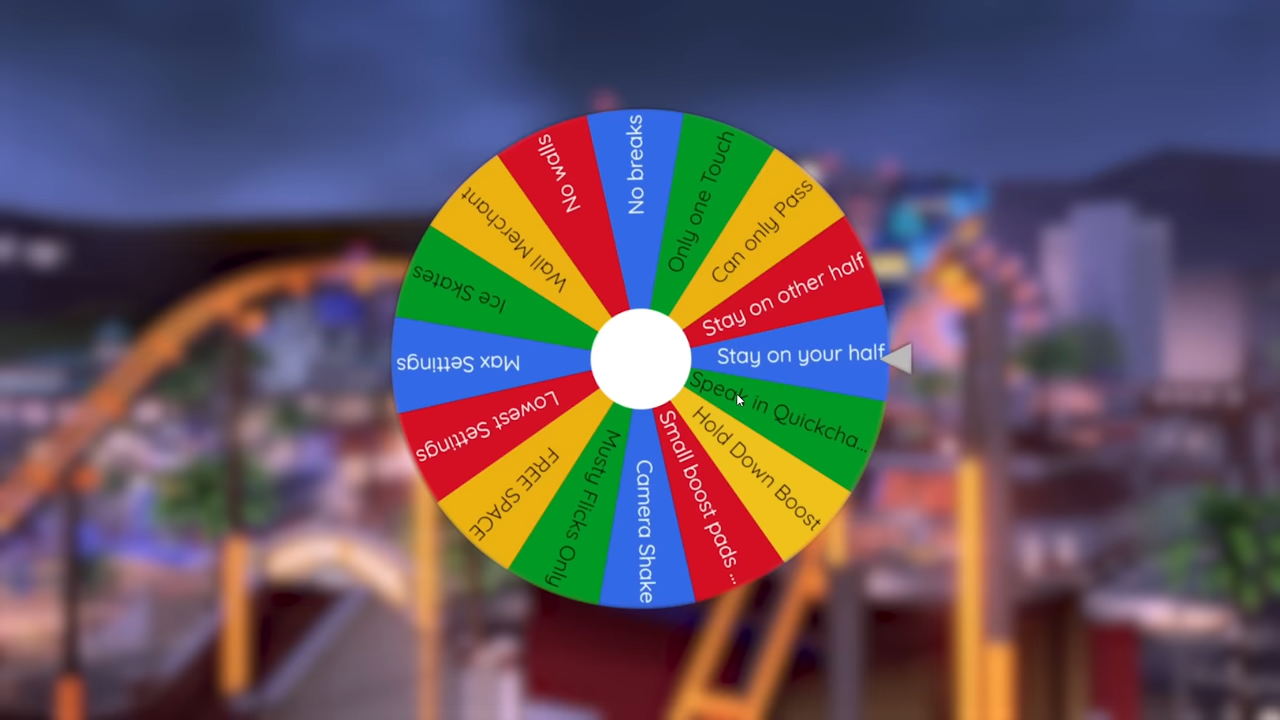 No breaks
Only one Touch
Can only Pass
Stay on other half
Stay on your half
Speak in Quickcha...
Hold Down Boost
Small boost pads ...
Camera Shake
Musty Flicks Only
FREE SPACE
Lowest Settings
Max Settings
Ice Skates
Wall Merchant
No walls